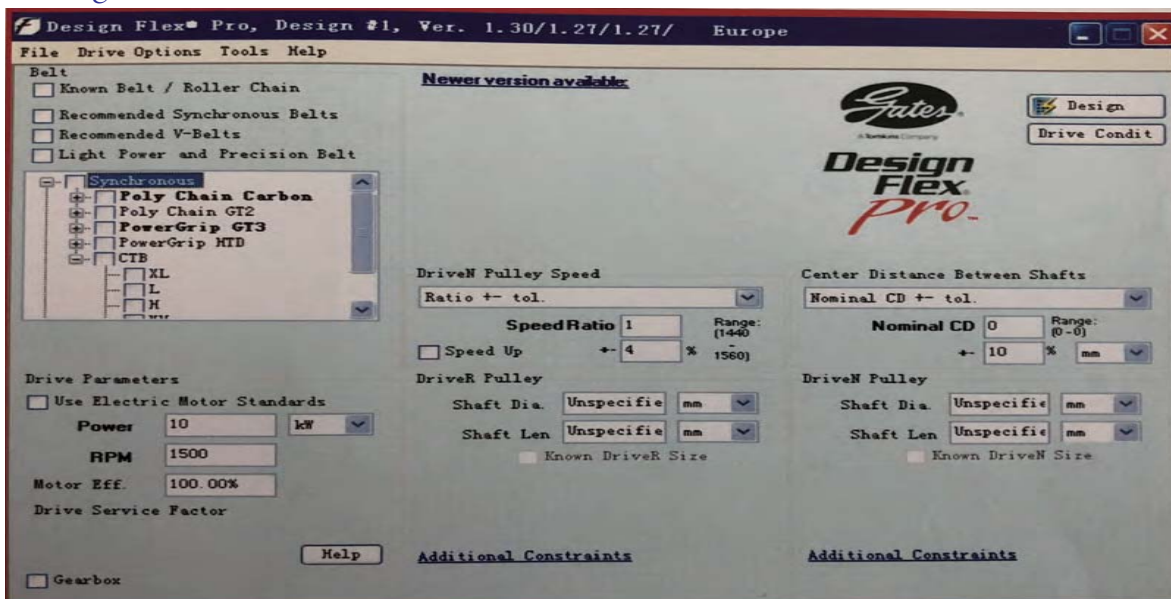 Design Flex® Pro, Design #1, Ver. 1.30/1.27/1.27/ Europe
File Drive Options Tools Help
Belt
Known Belt / Roller Chain
Recommended Synchronous Belts
Recommended V-Belts
Light Power and Precision Belt
Synchronous
Poly Chain Carbon
Poly Chain GT2
PowerGrip GT3
PowerGrip HTD
CTB
XL
L
H
Newer version available:
Gates
A Tomkins Company
Design
Flex
Pro
Design
Drive Condit
DriveN Pulley Speed
Ratio +- tol.
Speed Ratio 1 Range:
(1440
-
1560)
Speed Up +- 4 %
Center Distance Between Shafts
Nominal CD +- tol.
Nominal CD 0 Range:
(0-0)
+- 10 % mm
Drive Parameters
Use Electric Motor Standards
Power 10 kW
RPM 1500
Motor Eff. 100.00%
Drive Service Factor
Help
Gearbox
DriveR Pulley
Shaft Dia. Unspecifie mm
Shaft Len Unspecifie mm
Known DriveR Size
Additional Constraints
DriveN Pulley
Shaft Dia. Unspecifie mm
Shaft Len Unspecifie mm
Known DriveN Size
Additional Constraints